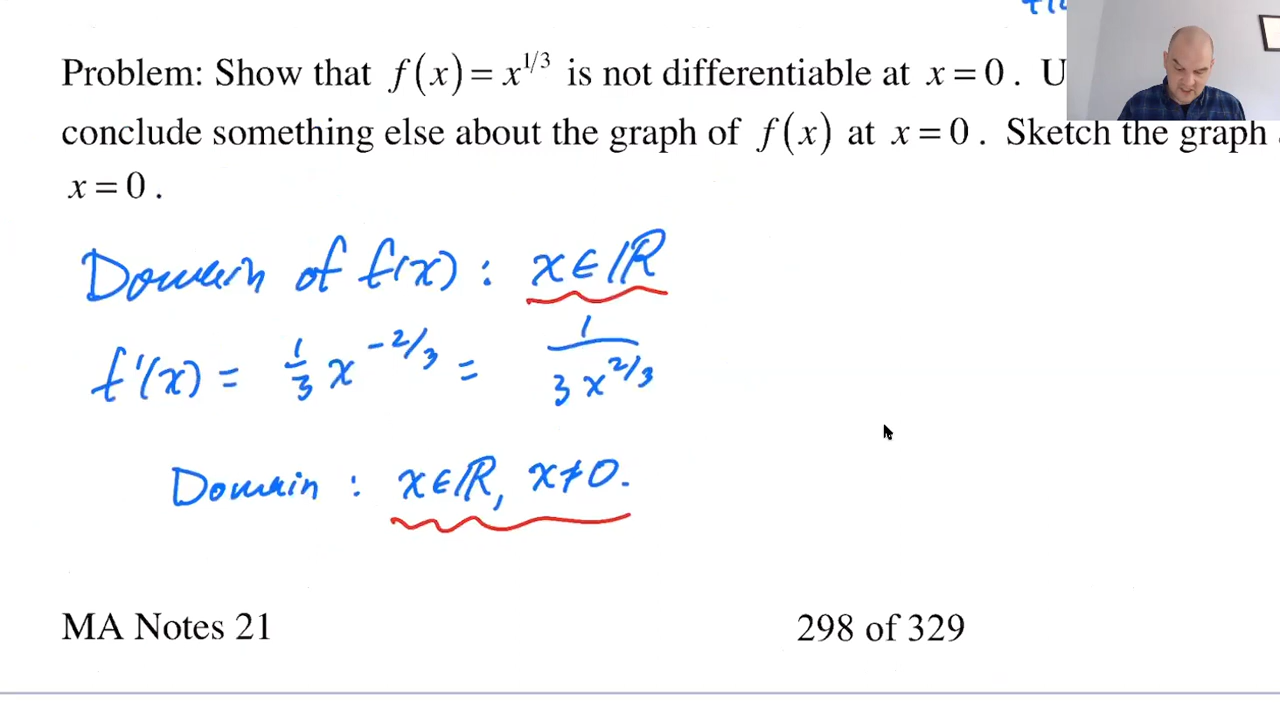 Problem: Show that f(x) = x^{1/3} is not differentiable at x = 0. U
conclude something else about the graph of f(x) at x = 0. Sketch the graph
x = 0.
Domain of f(x) : x ∈ ℝ
f'(x) = 1/3 x^{-2/3} = 1/(3x^{2/3})
Domain : x ∈ ℝ, x ≠ 0.
MA Notes 21
298 of 329